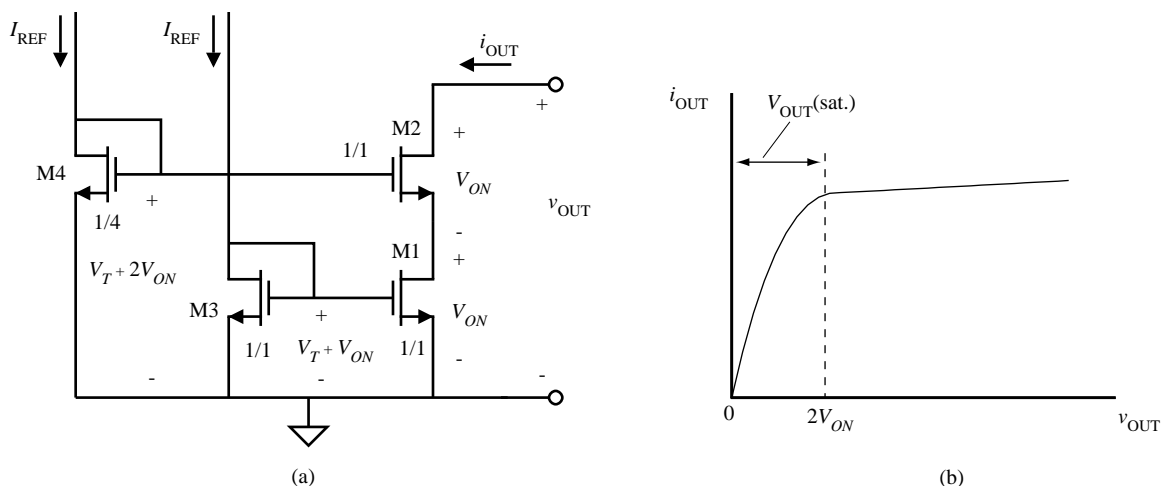 I_REF
I_REF
i_OUT
+
M2
+
1/1
M4
+
V_ON
v_OUT
1/4
-
M1
V_T + 2V_ON
+
M3
+
V_ON
1/1
V_T + V_ON
1/1
-
-
-
-
(a)
i_OUT
V_OUT(sat.)
0
2V_ON
v_OUT
(b)